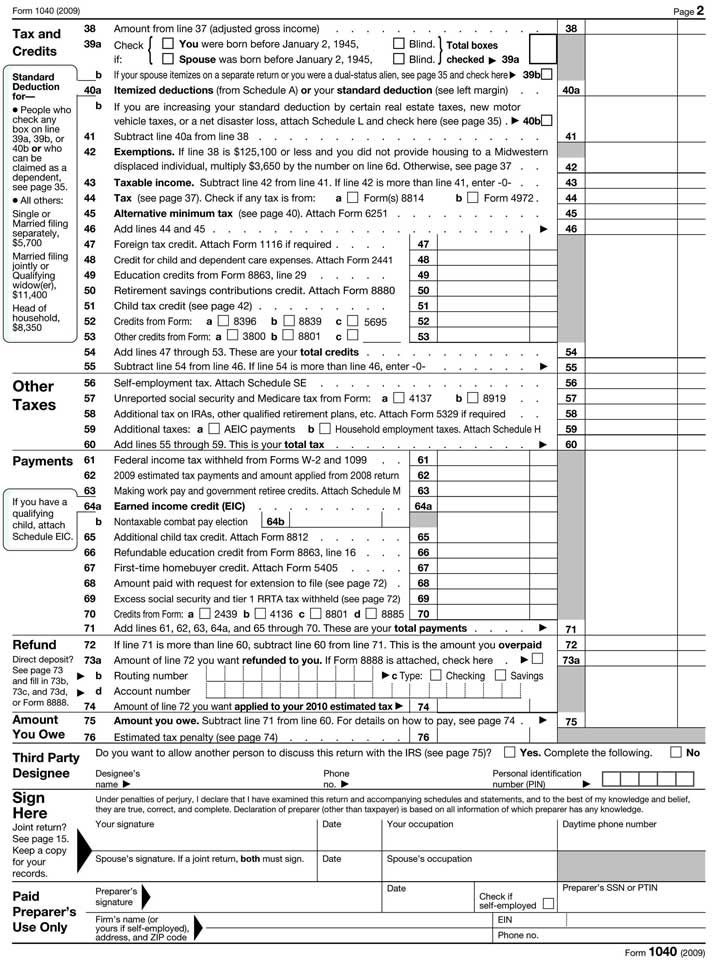 Form 1040 (2009) Page 2
Tax and Credits
38 Amount from line 37 (adjusted gross income) 38
39a Check if: { You were born before January 2, 1945, Blind. } Total boxes checked ▶ 39a
Spouse was born before January 2, 1945, Blind.
b If your spouse itemizes on a separate return or you were a dual-status alien, see page 35 and check here ▶ 39b
Standard Deduction for—
• People who check any box on line 39a, 39b, or 40b or who can be claimed as a dependent, see page 35.
• All others:
Single or Married filing separately, $5,700
Married filing jointly or Qualifying widow(er), $11,400
Head of household, $8,350
40a Itemized deductions (from Schedule A) or your standard deduction (see left margin) 40a
b If you are increasing your standard deduction by certain real estate taxes, new motor
vehicle taxes, or a net disaster loss, attach Schedule L and check here (see page 35) . ▶ 40b
41 Subtract line 40a from line 38 41
42 Exemptions. If line 38 is $125,100 or less and you did not provide housing to a Midwestern
displaced individual, multiply $3,650 by the number on line 6d. Otherwise, see page 37 42
43 Taxable income. Subtract line 42 from line 41. If line 42 is more than line 41, enter -0- 43
44 Tax (see page 37). Check if any tax is from: a Form(s) 8814 b Form 4972 . 44
45 Alternative minimum tax (see page 40). Attach Form 6251 45
46 Add lines 44 and 45 ▶ 46
47 Foreign tax credit. Attach Form 1116 if required 47
48 Credit for child and dependent care expenses. Attach Form 2441 48
49 Education credits from Form 8863, line 29 49
50 Retirement savings contributions credit. Attach Form 8880 50
51 Child tax credit (see page 42) 51
52 Credits from Form: a 8396 b 8839 c 5695 52
53 Other credits from Form: a 3800 b 8801 c 53
54 Add lines 47 through 53. These are your total credits 54
55 Subtract line 54 from line 46. If line 54 is more than line 46, enter -0- ▶ 55
Other Taxes
56 Self-employment tax. Attach Schedule SE 56
57 Unreported social security and Medicare tax from Form: a 4137 b 8919 57
58 Additional tax on IRAs, other qualified retirement plans, etc. Attach Form 5329 if required 58
59 Additional taxes: a AEIC payments b Household employment taxes. Attach Schedule H 59
60 Add lines 55 through 59. This is your total tax ▶ 60
Payments
61 Federal income tax withheld from Forms W-2 and 1099 61
62 2009 estimated tax payments and amount applied from 2008 return 62
63 Making work pay and government retiree credits. Attach Schedule M 63
If you have a qualifying child, attach Schedule EIC.
64a Earned income credit (EIC) 64a
b Nontaxable combat pay election 64b
65 Additional child tax credit. Attach Form 8812 65
66 Refundable education credit from Form 8863, line 16 66
67 First-time homebuyer credit. Attach Form 5405 67
68 Amount paid with request for extension to file (see page 72) 68
69 Excess social security and tier 1 RRTA tax withheld (see page 72) 69
70 Credits from Form: a 2439 b 4136 c 8801 d 8885 70
71 Add lines 61, 62, 63, 64a, and 65 through 70. These are your total payments ▶ 71
Refund
Direct deposit? See page 73 and fill in 73b, 73c, and 73d, or Form 8888.
72 If line 71 is more than line 60, subtract line 60 from line 71. This is the amount you overpaid 72
73a Amount of line 72 you want refunded to you. If Form 8888 is attached, check here ▶ 73a
▶ b Routing number ▶ c Type: Checking Savings
▶ d Account number
74 Amount of line 72 you want applied to your 2010 estimated tax ▶ 74
Amount You Owe
75 Amount you owe. Subtract line 71 from line 60. For details on how to pay, see page 74 ▶ 75
76 Estimated tax penalty (see page 74) 76
Third Party Designee
Do you want to allow another person to discuss this return with the IRS (see page 75)? Yes. Complete the following. No
Designee's name ▶ Phone no. ▶ Personal identification number (PIN) ▶
Sign Here
Joint return? See page 15. Keep a copy for your records.
Under penalties of perjury, I declare that I have examined this return and accompanying schedules and statements, and to the best of my knowledge and belief,
they are true, correct, and complete. Declaration of preparer (other than taxpayer) is based on all information of which preparer has any knowledge.
Your signature Date Your occupation Daytime phone number
Spouse's signature. If a joint return, both must sign. Date Spouse's occupation
Paid Preparer's Use Only
Preparer's signature Date Check if self-employed Preparer's SSN or PTIN
Firm's name (or yours if self-employed), address, and ZIP code EIN
Phone no.
Form 1040 (2009)